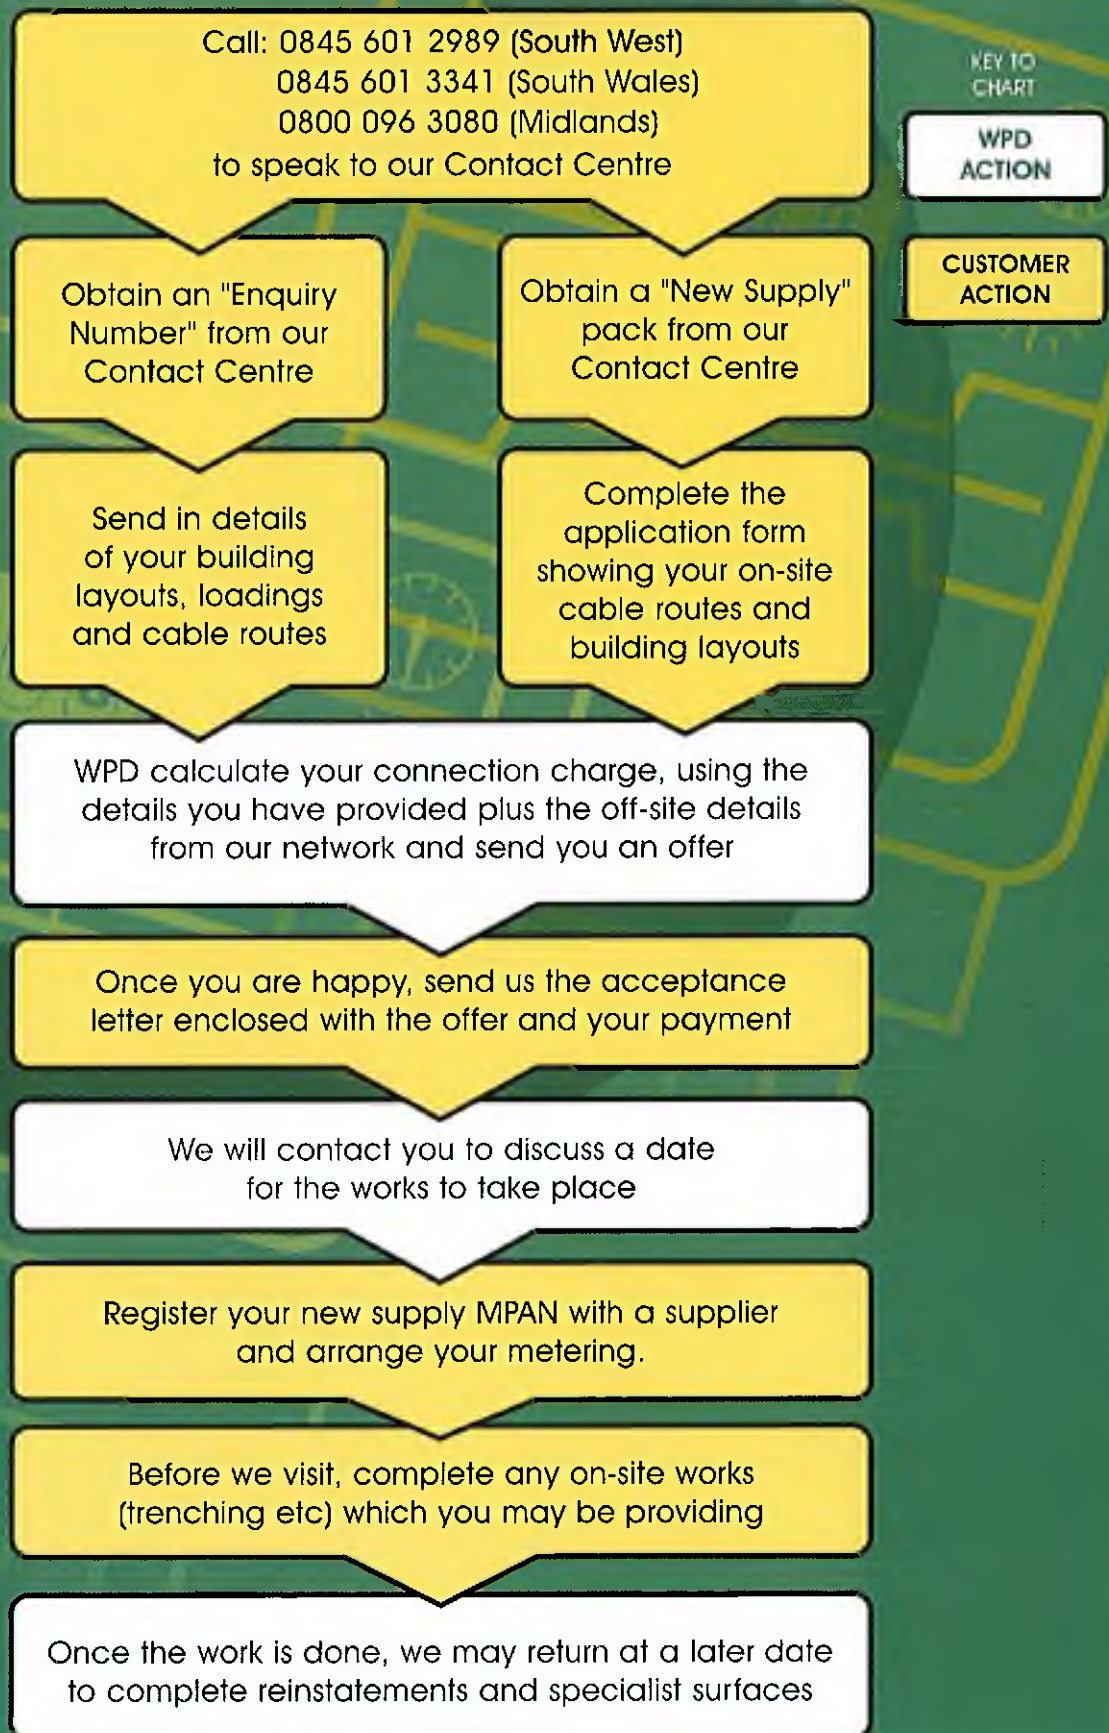 Call: 0845 601 2989 (South West)
0845 601 3341 (South Wales)
0800 096 3080 (Midlands)
to speak to our Contact Centre
KEY TO
CHART
WPD
ACTION
CUSTOMER
ACTION
Obtain an "Enquiry
Number" from our
Contact Centre
Obtain a "New Supply"
pack from our
Contact Centre
Send in details
of your building
layouts, loadings
and cable routes
Complete the
application form
showing your on-site
cable routes and
building layouts
WPD calculate your connection charge, using the
details you have provided plus the off-site details
from our network and send you an offer
Once you are happy, send us the acceptance
letter enclosed with the offer and your payment
We will contact you to discuss a date
for the works to take place
Register your new supply MPAN with a supplier
and arrange your metering.
Before we visit, complete any on-site works
(trenching etc) which you may be providing
Once the work is done, we may return at a later date
to complete reinstatements and specialist surfaces